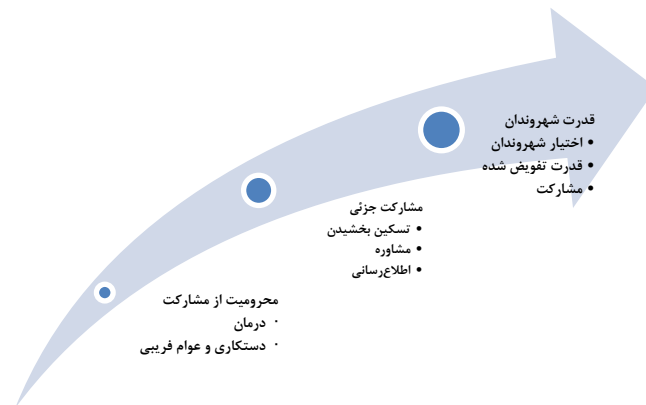 قدرت شهروندان
• اختیار شهروندان
• قدرت تفویض شده
• مشارکت
مشارکت جزئی
• تسکین بخشیدن
• مشاوره
• اطلاع‌رسانی
محرومیت از مشارکت
· درمان
· دستکاری و عوام فریبی